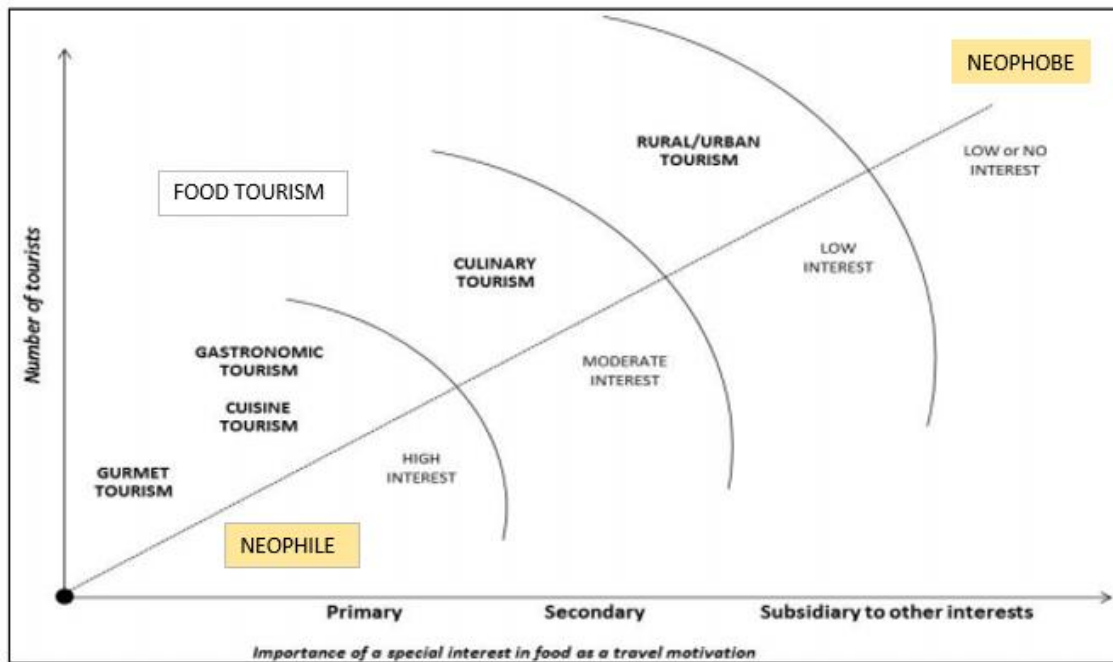 NEOPHOBE
RURAL/URBAN
TOURISM
LOW or NO
INTEREST
FOOD TOURISM
CULINARY
TOURISM
LOW
INTEREST
Number of tourists
GASTRONOMIC
TOURISM
MODERATE
INTEREST
CUISINE
TOURISM
HIGH
INTEREST
GURMET
TOURISM
NEOPHILE
Primary
Secondary
Subsidiary to other interests
Importance of a special interest in food as a travel motivation